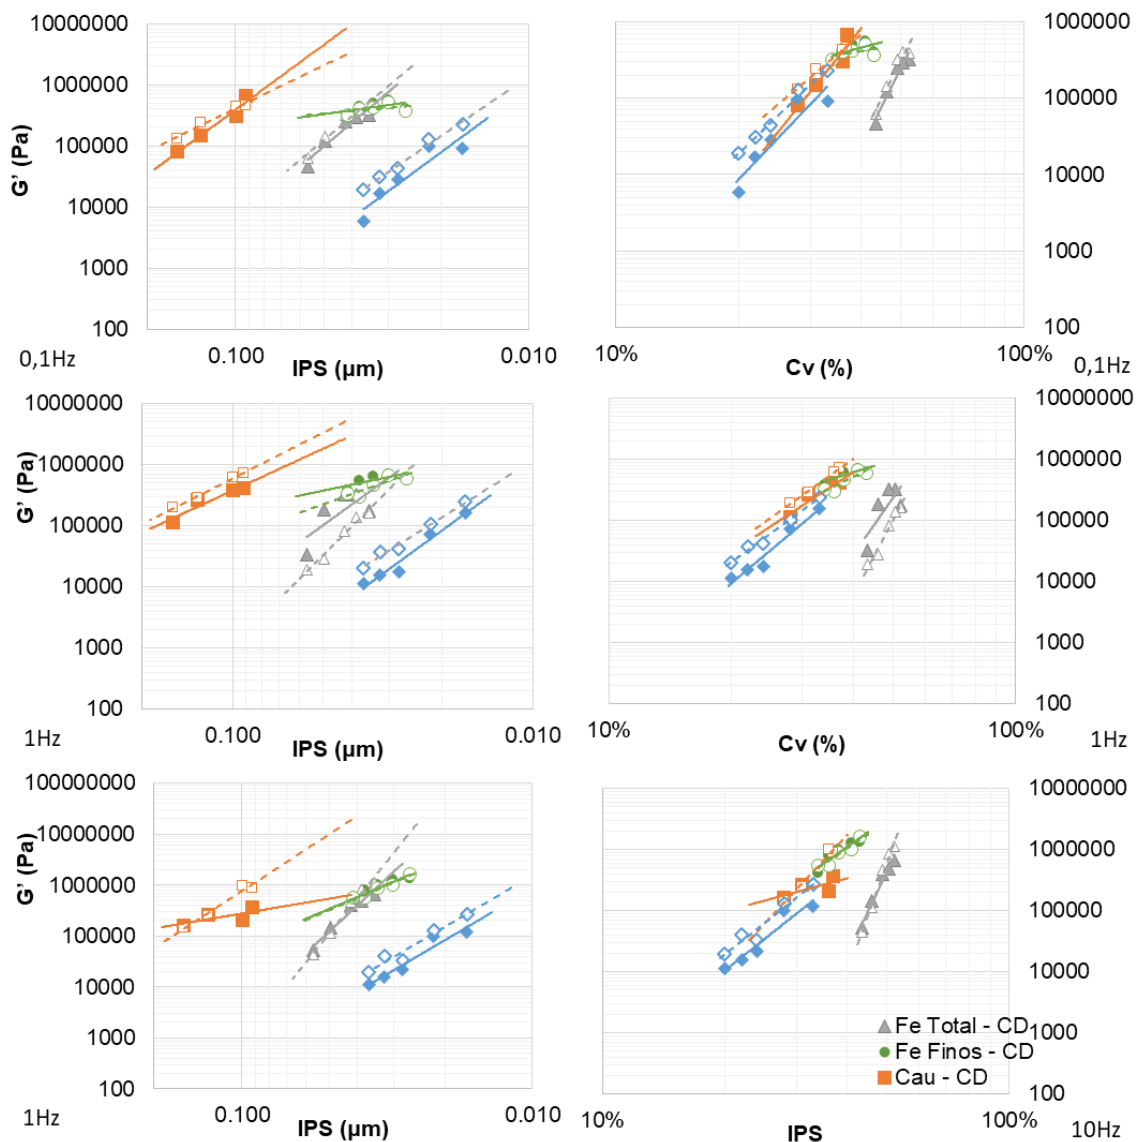 10000000
1000000
100000
10000
1000
100
G’ (Pa)
0.100
0.010
0,1Hz
IPS (µm)
1000000
100000
10000
1000
100
10%
100%
Cv (%)
0,1Hz
10000000
1000000
100000
10000
1000
100
G’ (Pa)
0.100
0.010
1Hz
IPS (µm)
10000000
1000000
100000
10000
1000
100
10%
100%
Cv (%)
1Hz
100000000
10000000
1000000
100000
10000
1000
100
G’ (Pa)
0.100
0.010
1Hz
IPS (µm)
10000000
1000000
100000
10000
1000
100
Fe Total - CD
Fe Finos - CD
Cau - CD
10%
100%
IPS
10Hz